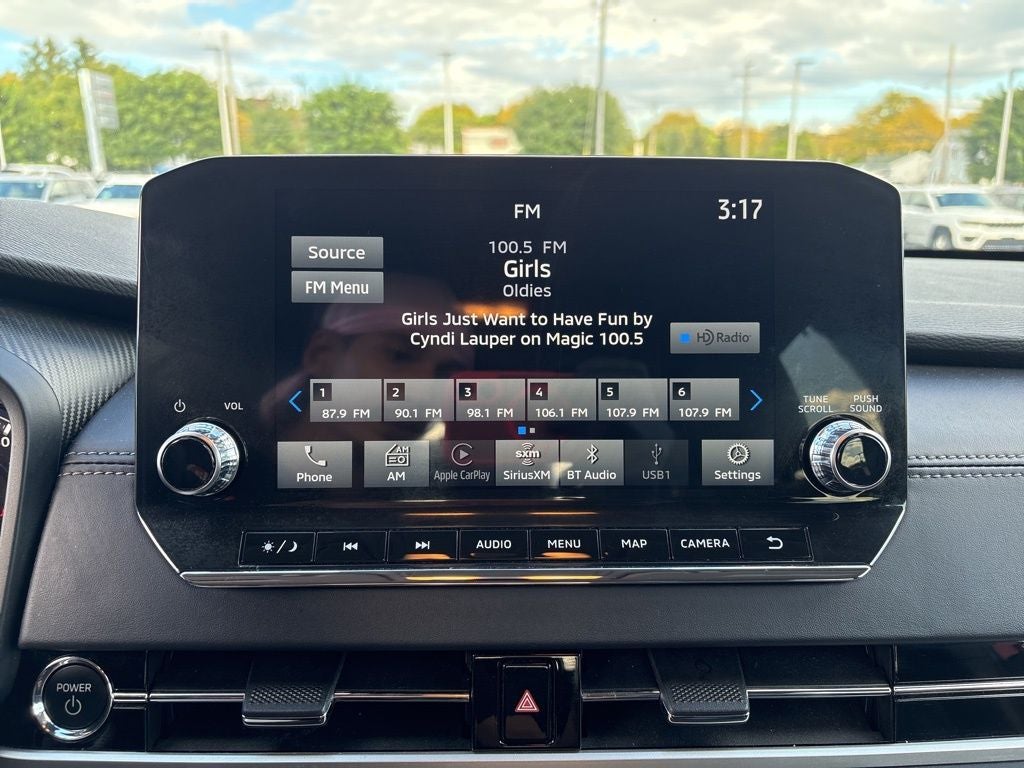 FM
3:17
Source
FM Menu
100.5 FM
Girls
Oldies
Girls Just Want to Have Fun by
Cyndi Lauper on Magic 100.5
HD Radio
1 2 3 4 5 6
87.9 FM 90.1 FM 98.1 FM 106.1 FM 107.9 FM 107.9 FM
VOL
TUNE SCROLL
PUSH SOUND
Phone
AM
AM
Apple CarPlay
sxm
SiriusXM
BT Audio
USB1
Settings
AUDIO MENU MAP CAMERA
POWER